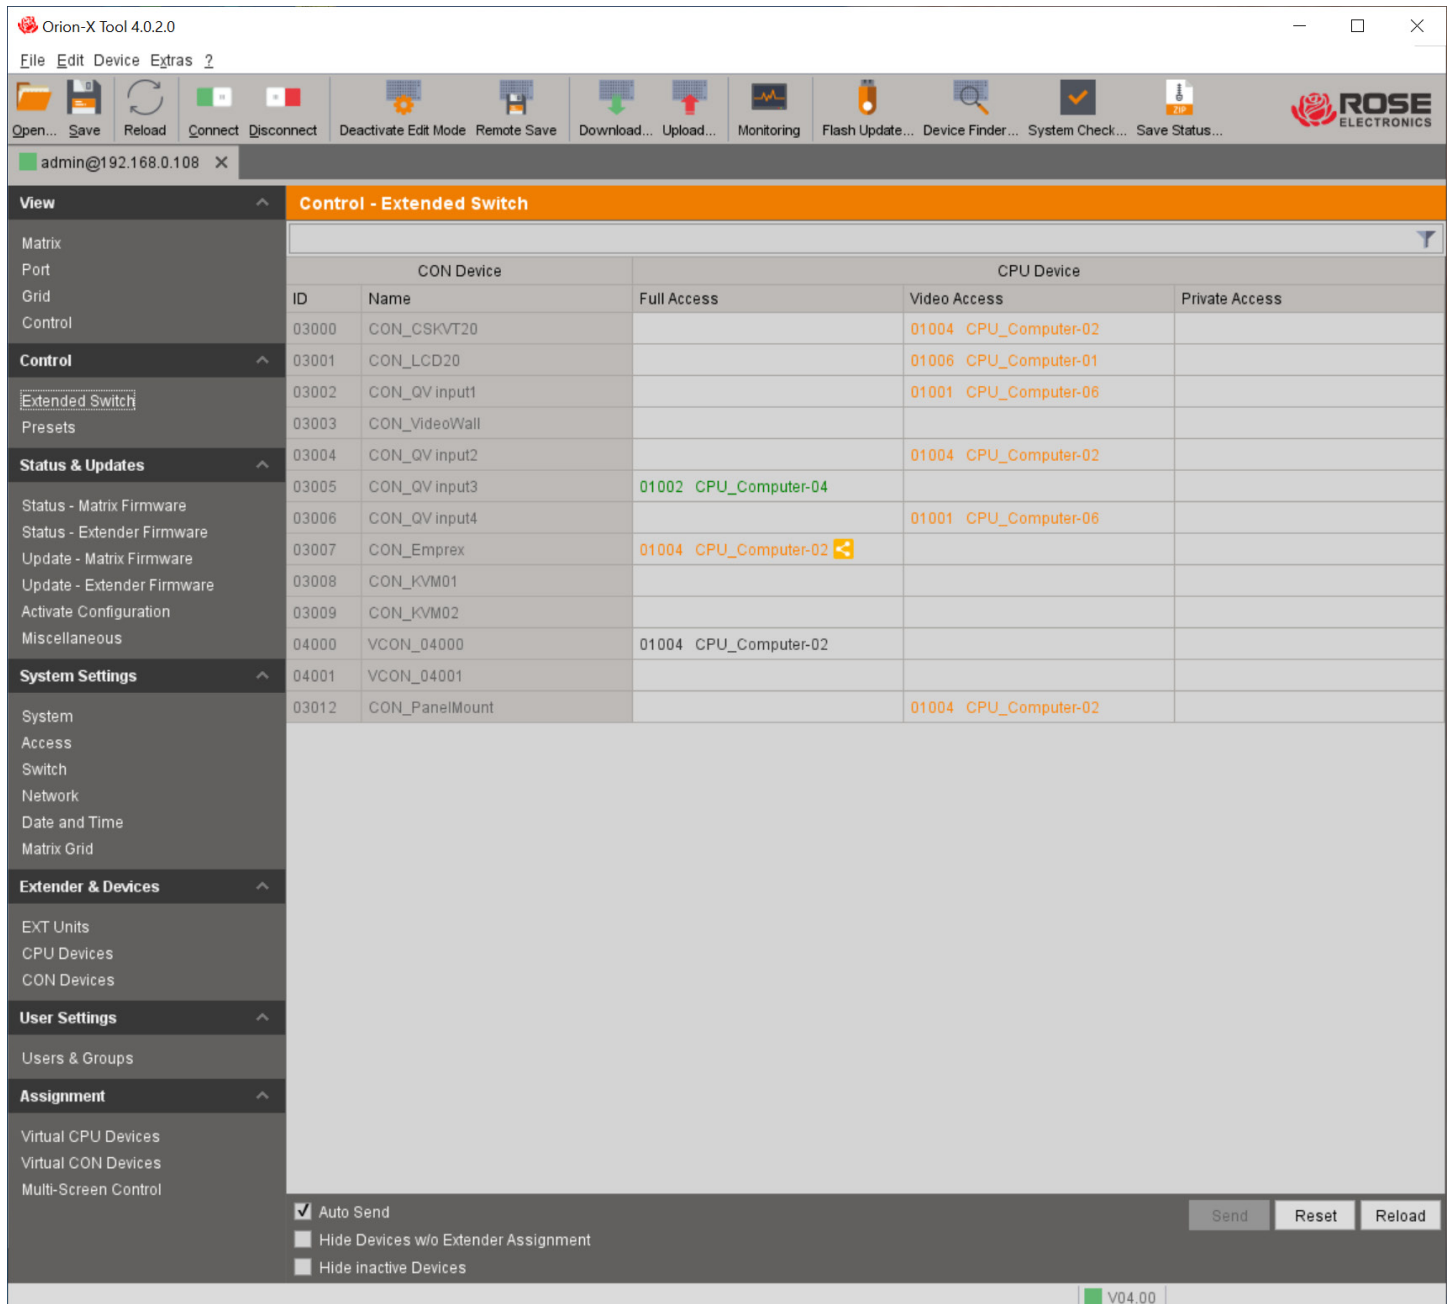 Orion-X Tool 4.0.2.0
File Edit Device Extras ?
Open... Save Reload Connect Disconnect Deactivate Edit Mode Remote Save Download... Upload... Monitoring Flash Update... Device Finder... System Check... ZIP Save Status... ROSE ELECTRONICS
admin@192.168.0.108
View
Matrix
Port
Grid
Control
Control
Extended Switch
Presets
Status & Updates
Status - Matrix Firmware
Status - Extender Firmware
Update - Matrix Firmware
Update - Extender Firmware
Activate Configuration
Miscellaneous
System Settings
System
Access
Switch
Network
Date and Time
Matrix Grid
Extender & Devices
EXT Units
CPU Devices
CON Devices
User Settings
Users & Groups
Assignment
Virtual CPU Devices
Virtual CON Devices
Multi-Screen Control
Control - Extended Switch
CON Device CPU Device
ID Name Full Access Video Access Private Access
03000 CON_CSKVT20 01004 CPU_Computer-02
03001 CON_LCD20 01006 CPU_Computer-01
03002 CON_QV input1 01001 CPU_Computer-06
03003 CON_VideoWall
03004 CON_QV input2 01004 CPU_Computer-02
03005 CON_QV input3 01002 CPU_Computer-04
03006 CON_QV input4 01001 CPU_Computer-06
03007 CON_Emprex 01004 CPU_Computer-02
03008 CON_KVM01
03009 CON_KVM02
04000 VCON_04000 01004 CPU_Computer-02
04001 VCON_04001
03012 CON_PanelMount 01004 CPU_Computer-02
Auto Send Send Reset Reload
Hide Devices w/o Extender Assignment
Hide inactive Devices
V04.00